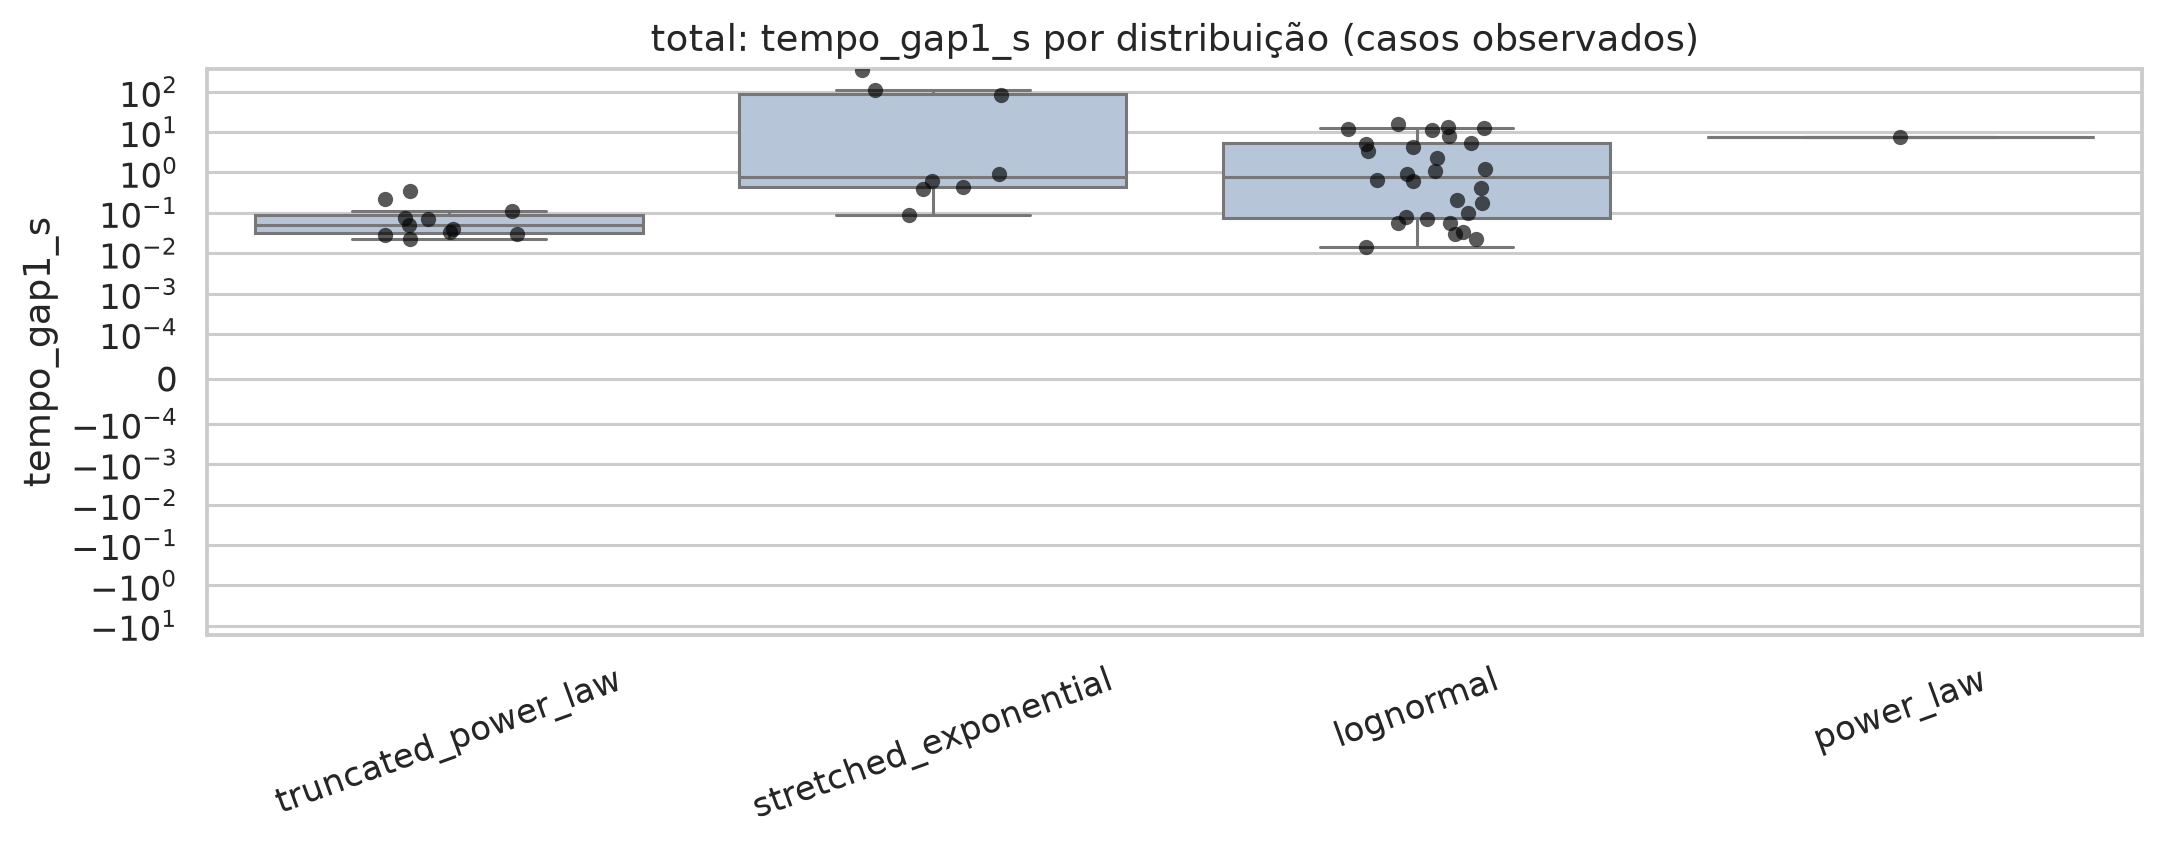 total: tempo_gap1_s por distribuição (casos observados)
tempo_gap1_s
10²
10¹
10⁰
10⁻¹
10⁻²
10⁻³
10⁻⁴
0
−10⁻⁴
−10⁻³
−10⁻²
−10⁻¹
−10⁰
−10¹
truncated_power_law
stretched_exponential
lognormal
power_law